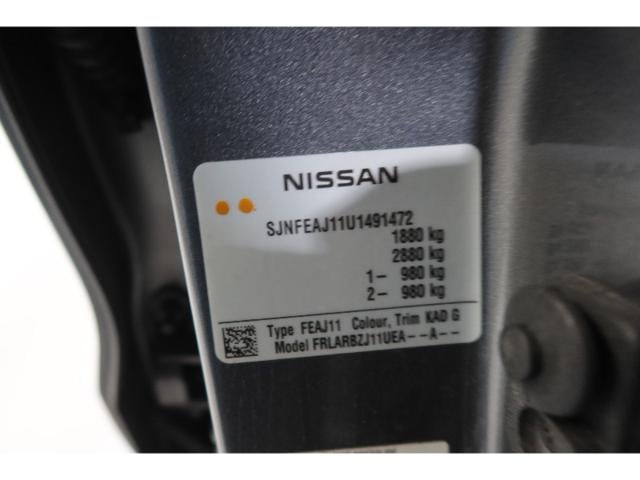 NISSAN
SJNFEAJ11U1491472
1880 kg
2880 kg
1- 980 kg
2- 980 kg
Type FEAJ11 Colour, Trim KAD G
Model FRLARBZJ11UEA--A--